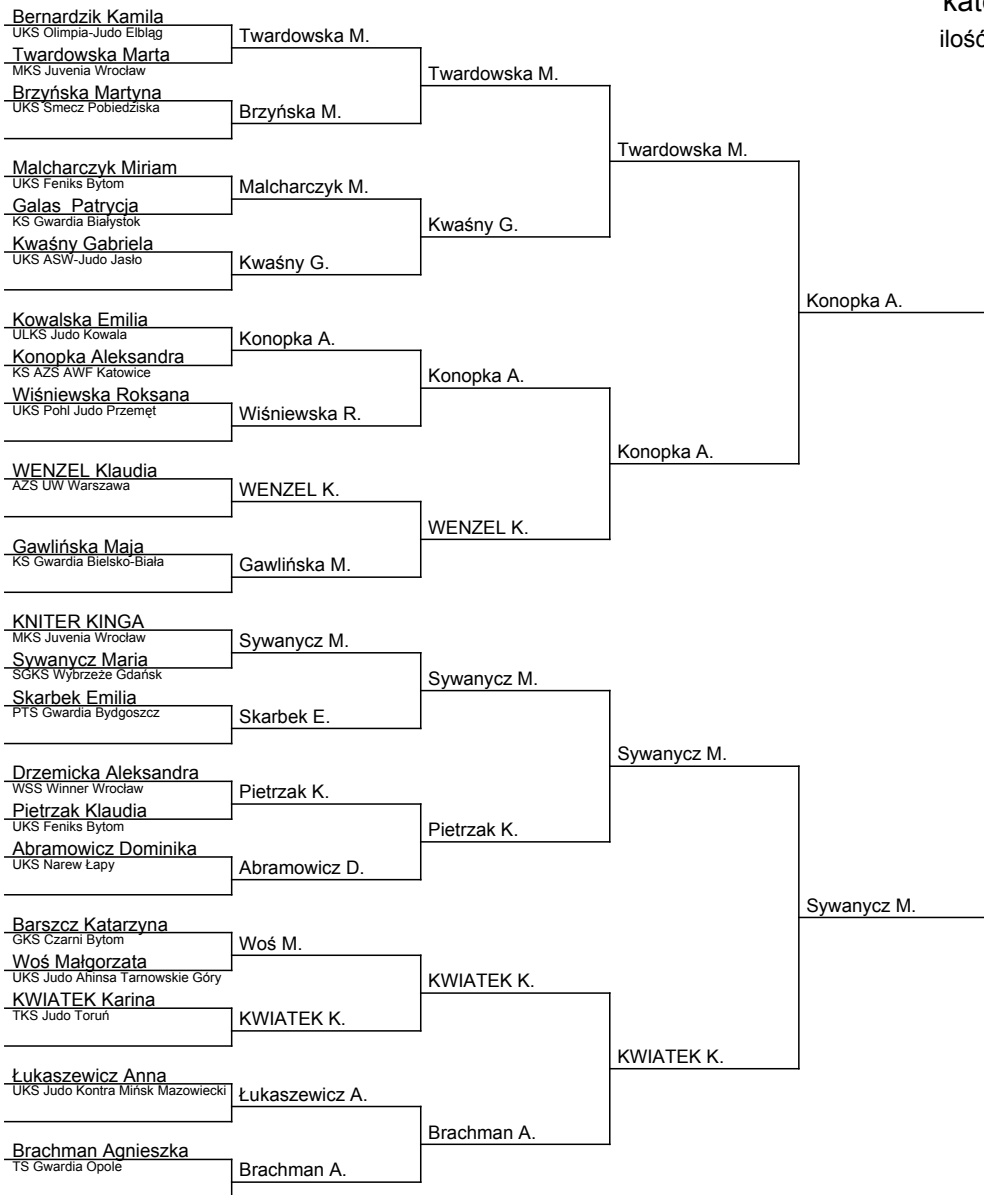 kat
ilość
Bernardzik Kamila
UKS Olimpia-Judo Elbląg
Twardowska Marta
MKS Juvenia Wrocław
Brzyńska Martyna
UKS Smecz Pobiedziska
Malcharczyk Miriam
UKS Feniks Bytom
Galas Patrycja
KS Gwardia Białystok
Kwaśny Gabriela
UKS ASW-Judo Jasło
Kowalska Emilia
ULKS Judo Kowala
Konopka Aleksandra
KS AZS AWF Katowice
Wiśniewska Roksana
UKS Pohl Judo Przemęt
WENZEL Klaudia
AZS UW Warszawa
Gawlińska Maja
KS Gwardia Bielsko-Biała
KNITER KINGA
MKS Juvenia Wrocław
Sywanycz Maria
SGKS Wybrzeże Gdańsk
Skarbek Emilia
PTS Gwardia Bydgoszcz
Drzemicka Aleksandra
WSS Winner Wrocław
Pietrzak Klaudia
UKS Feniks Bytom
Abramowicz Dominika
UKS Narew Łapy
Barszcz Katarzyna
GKS Czarni Bytom
Woś Małgorzata
UKS Judo Ahinsa Tarnowskie Góry
KWIATEK Karina
TKS Judo Toruń
Łukaszewicz Anna
UKS Judo Kontra Mińsk Mazowiecki
Brachman Agnieszka
TS Gwardia Opole
Twardowska M.
Brzyńska M.
Malcharczyk M.
Kwaśny G.
Konopka A.
Wiśniewska R.
WENZEL K.
Gawlińska M.
Sywanycz M.
Skarbek E.
Pietrzak K.
Abramowicz D.
Woś M.
KWIATEK K.
Łukaszewicz A.
Brachman A.
Twardowska M.
Kwaśny G.
Konopka A.
WENZEL K.
Sywanycz M.
Pietrzak K.
KWIATEK K.
Brachman A.
Twardowska M.
Konopka A.
Sywanycz M.
KWIATEK K.
Konopka A.
Sywanycz M.